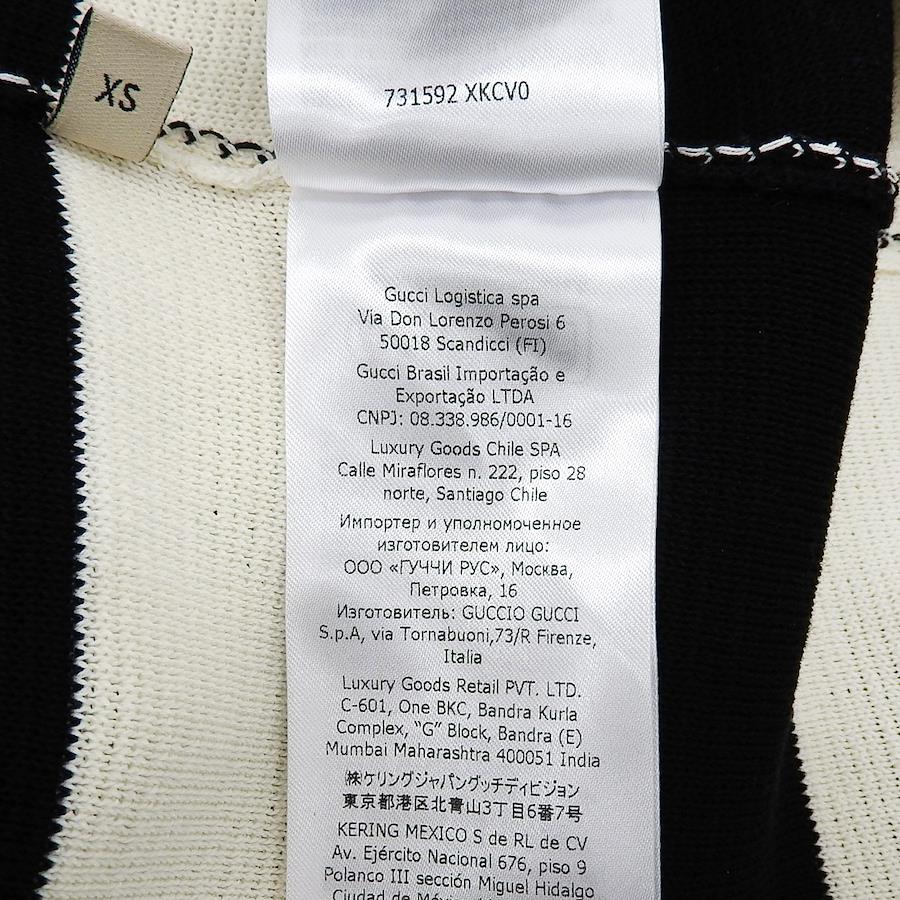 XS
731592 XKCV0
Gucci Logistica spa
Via Don Lorenzo Perosi 6
50018 Scandicci (FI)
Gucci Brasil Importação e
Exportação LTDA
CNPJ: 08.338.986/0001-16
Luxury Goods Chile SPA
Calle Miraflores n. 222, piso 28
norte, Santiago Chile
Импортер и уполномоченное
изготовителем лицо:
ООО «ГУЧЧИ РУС», Москва,
Петровка, 16
Изготовитель: GUCCIO GUCCI
S.p.A, via Tornabuoni,73/R Firenze,
Italia
Luxury Goods Retail PVT. LTD.
C-601, One BKC, Bandra Kurla
Complex, “G” Block, Bandra (E)
Mumbai Maharashtra 400051 India
㈱ケリングジャパングッチディビジョン
東京都港区北青山3丁目6番7号
KERING MEXICO S de RL de CV
Av. Ejército Nacional 676, piso 9
Polanco III sección Miguel Hidalgo
Ciudad de México